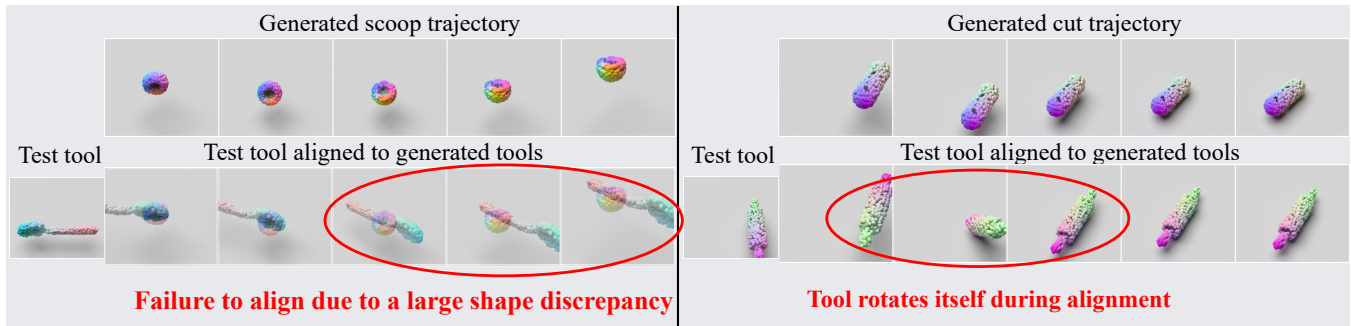 Generated scoop trajectory
Test tool
Test tool aligned to generated tools
Failure to align due to a large shape discrepancy
Generated cut trajectory
Test tool
Test tool aligned to generated tools
Tool rotates itself during alignment